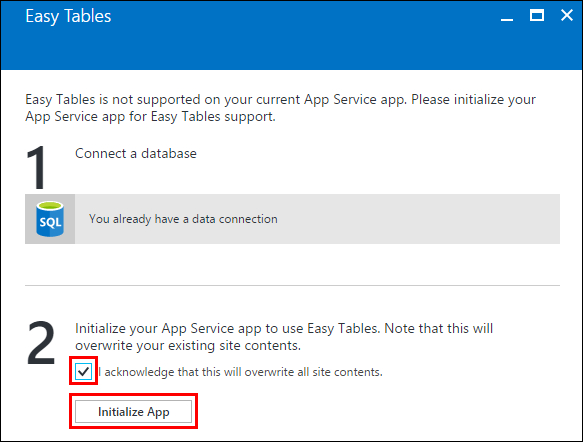 Easy Tables
Easy Tables is not supported on your current App Service app. Please initialize your
App Service app for Easy Tables support.
1
Connect a database
SQL
You already have a data connection
2
Initialize your App Service app to use Easy Tables. Note that this will
overwrite your existing site contents.
I acknowledge that this will overwrite all site contents.
Initialize App